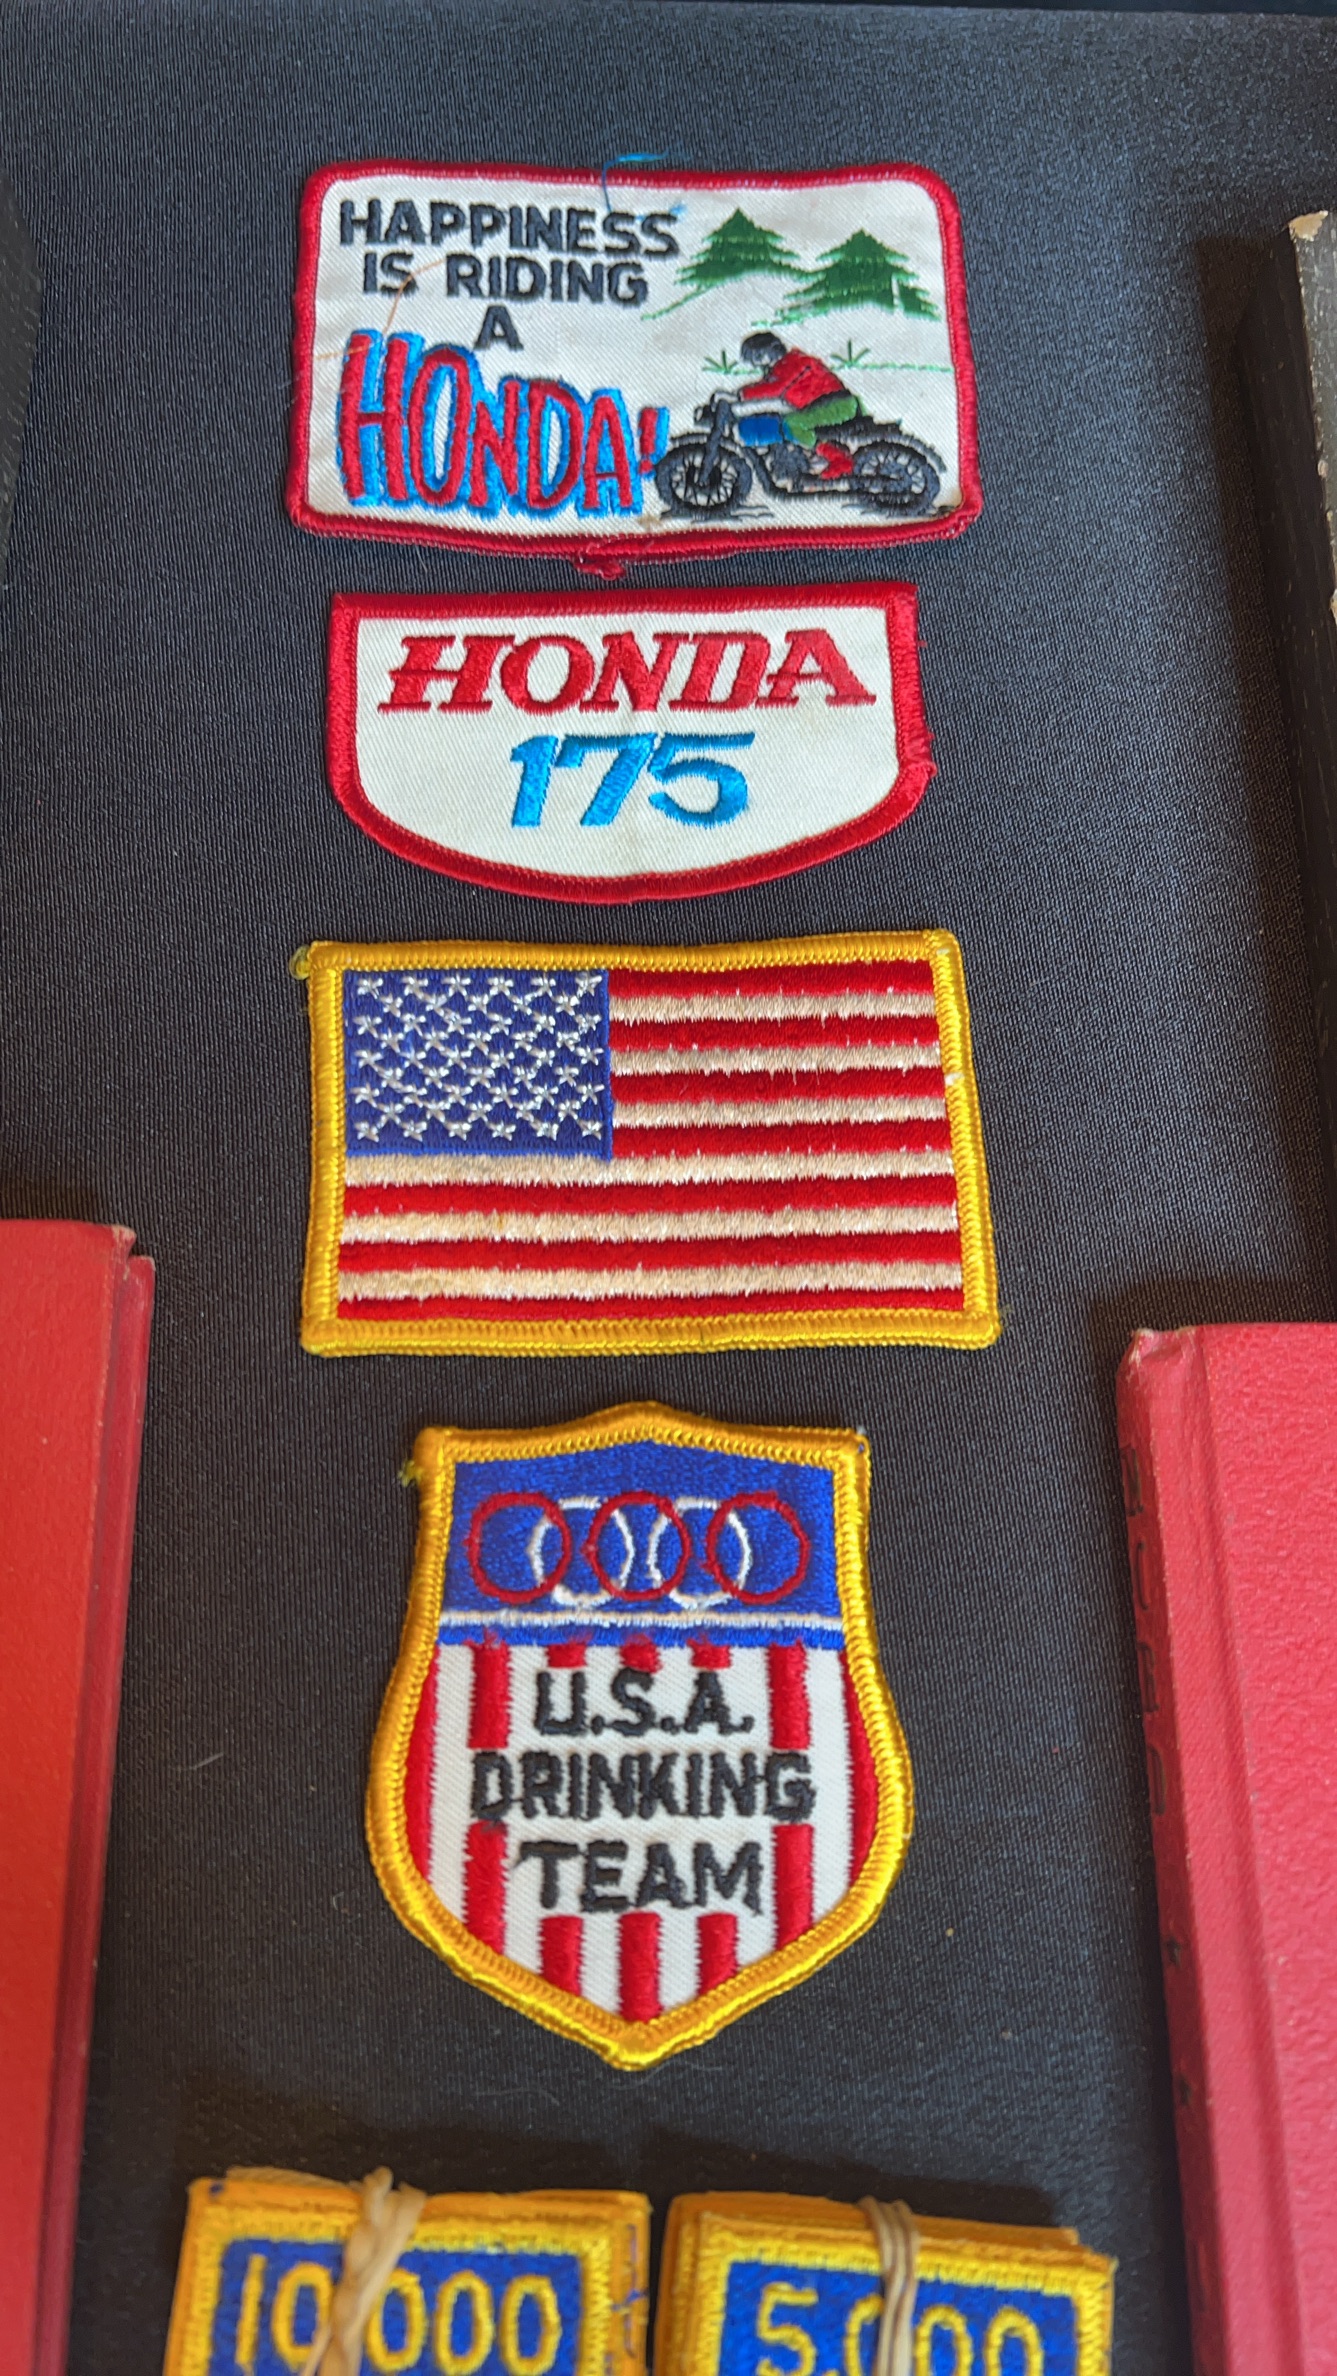 HAPPINESS
IS RIDING
A
HONDA!
HONDA
175
U.S.A.
DRINKING
TEAM
10,000
5,000